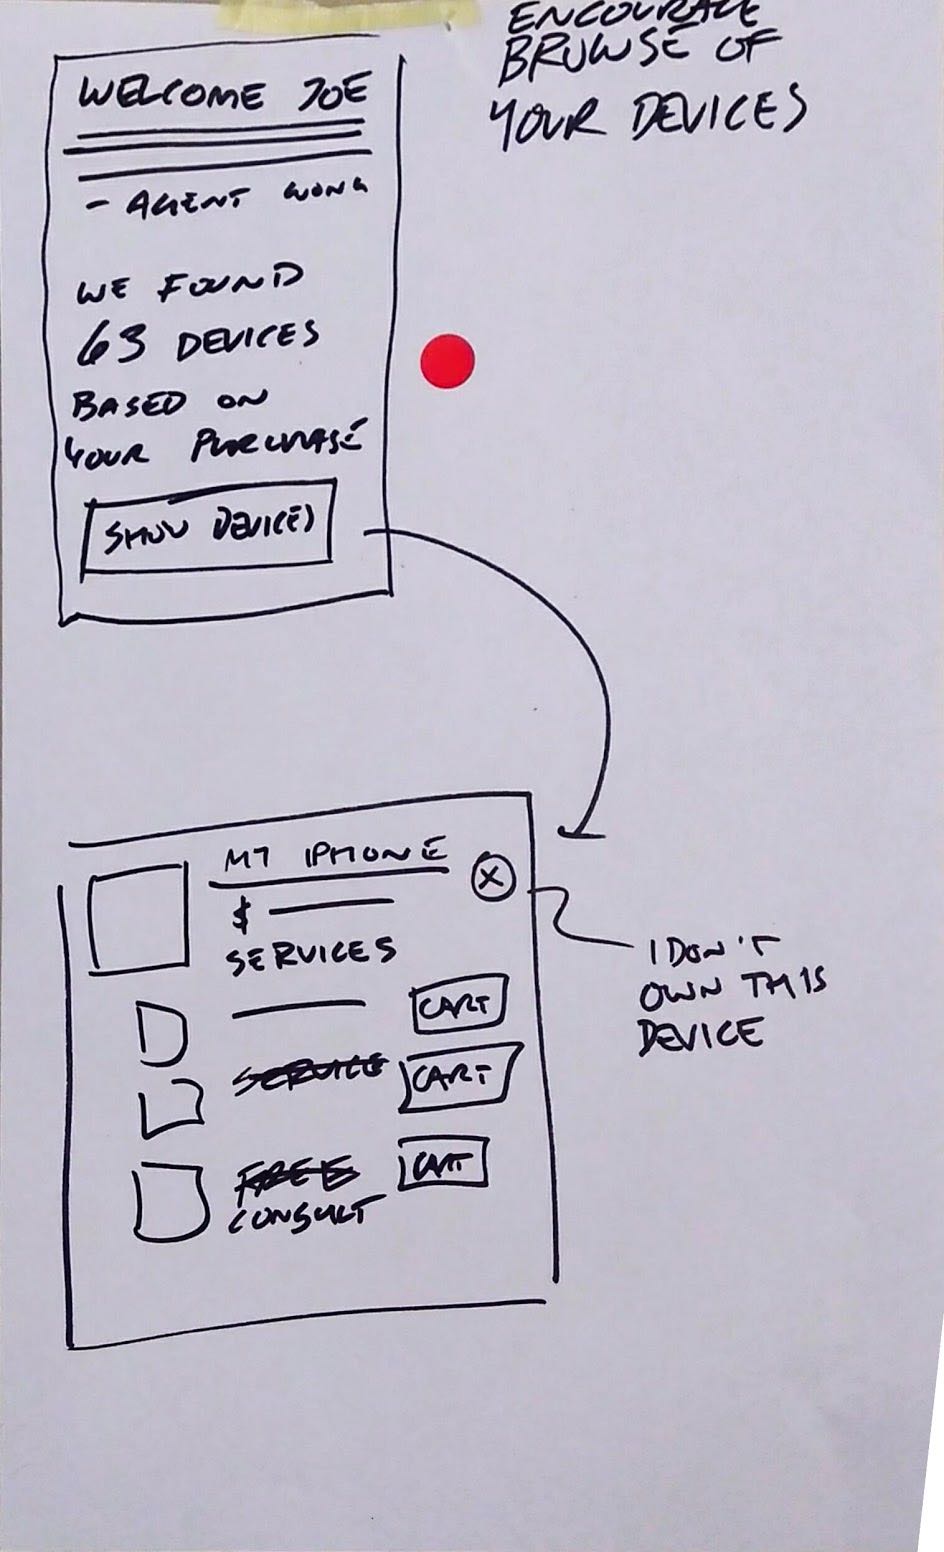 ENCOURAGE
BROWSE OF
YOUR DEVICES
WELCOME JOE
- AGENT WONG
WE FOUND
63 DEVICES
BASED ON
YOUR PURCHASE
SHOW DEVICES
MY IPHONE
X
$
SERVICES
CART
SERVICE
CART
FREE
CART
CONSULT
I DON'T
OWN THIS
DEVICE